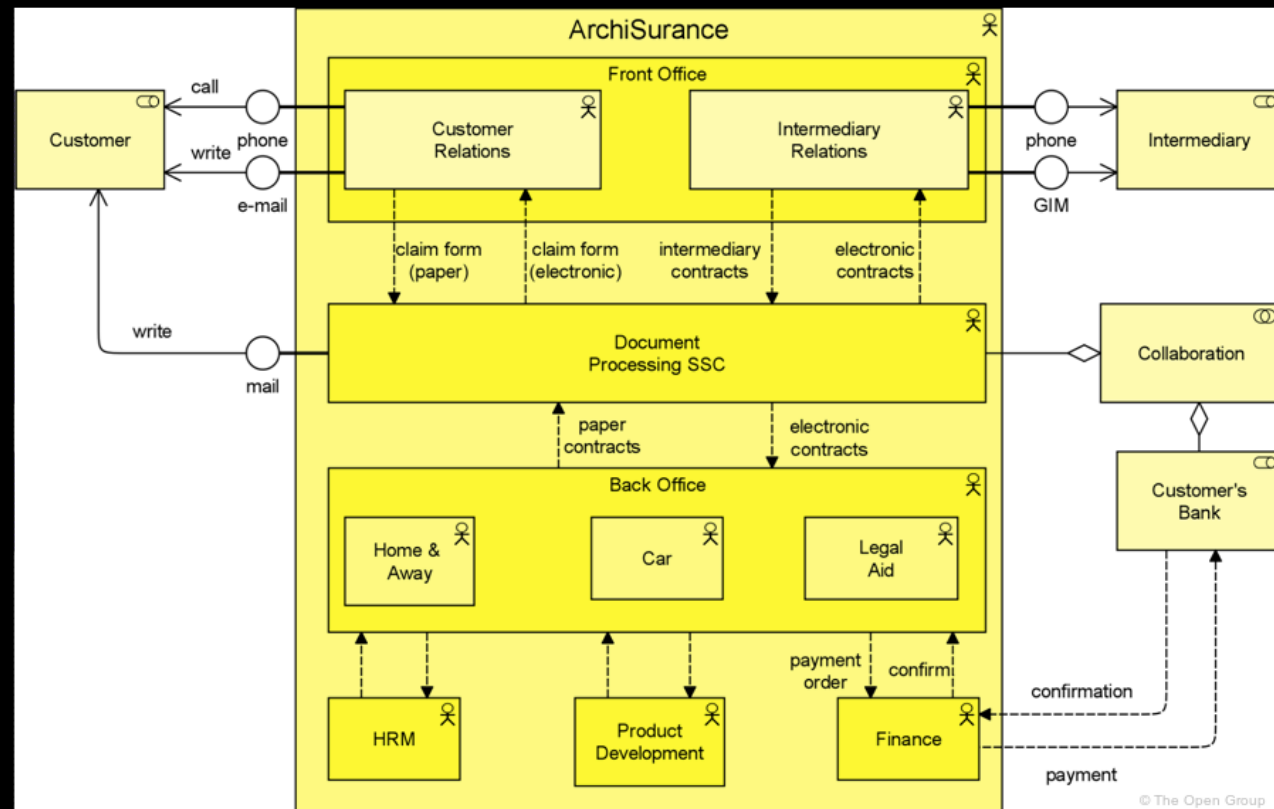 ArchiSurance
Front Office
call
Customer
phone
write
e-mail
Customer
Relations
Intermediary
Relations
phone
GIM
Intermediary
claim form
(paper)
claim form
(electronic)
intermediary
contracts
electronic
contracts
write
mail
Document
Processing SSC
Collaboration
paper
contracts
electronic
contracts
Back Office
Customer's
Bank
Home &
Away
Car
Legal
Aid
payment
order
confirm
confirmation
HRM
Product
Development
Finance
payment
© The Open Group